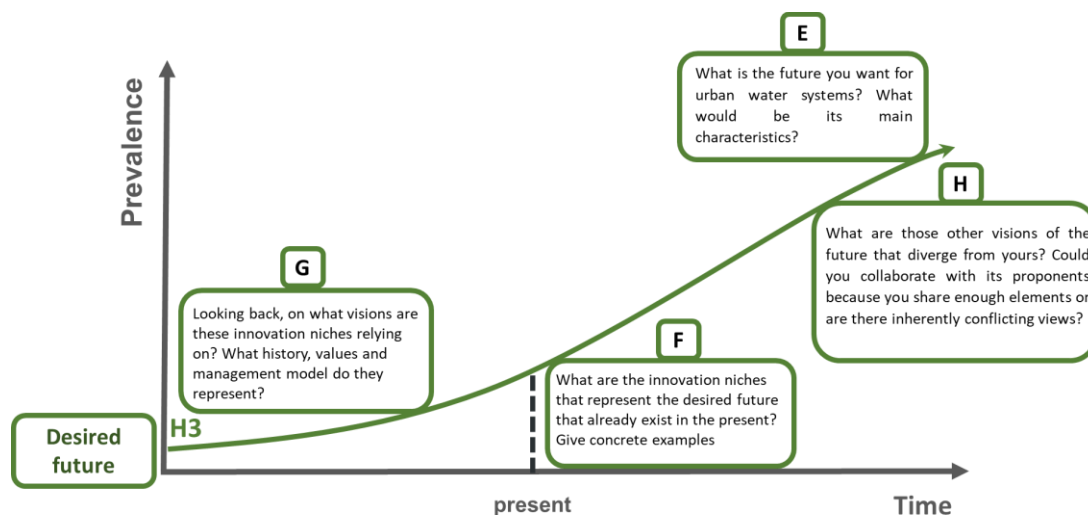 E
What is the future you want for
urban water systems? What
would be its main
characteristics?
Prevalence
H
What are those other visions of the
future that diverge from yours? Could
you collaborate with its proponents
because you share enough elements or
are there inherently conflicting views?
G
Looking back, on what visions are
these innovation niches relying
on? What history, values and
management model do they
represent?
F
What are the innovation niches
that represent the desired future
that already exist in the present?
Give concrete examples
H3
Desired
future
present
Time